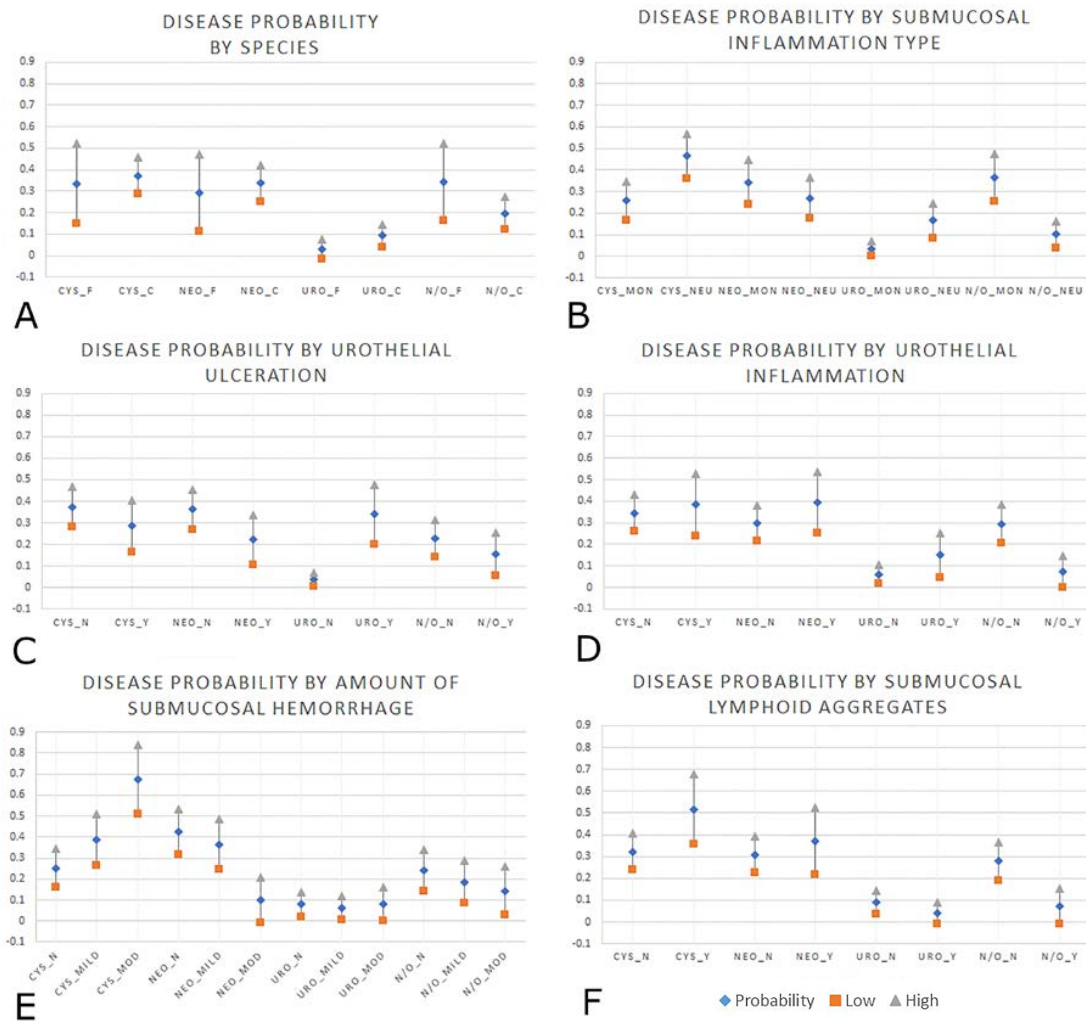 DISEASE PROBABILITY
BY SPECIES
0.9
0.8
0.7
0.6
0.5
0.4
0.3
0.2
0.1
0
-0.1
CYS_F CYS_C NEO_F NEO_C URO_F URO_C N/O_F N/O_C
A
DISEASE PROBABILITY BY SUBMUCOSAL
INFLAMMATION TYPE
0.9
0.8
0.7
0.6
0.5
0.4
0.3
0.2
0.1
0
-0.1
CYS_MON CYS_NEU NEO_MON NEO_NEU URO_MON URO_NEU N/O_MON N/O_NEU
B
DISEASE PROBABILITY BY UROTHELIAL
ULCERATION
0.9
0.8
0.7
0.6
0.5
0.4
0.3
0.2
0.1
0
-0.1
CYS_N CYS_Y NEO_N NEO_Y URO_N URO_Y N/O_N N/O_Y
C
DISEASE PROBABILITY BY UROTHELIAL
INFLAMMATION
0.9
0.8
0.7
0.6
0.5
0.4
0.3
0.2
0.1
0
-0.1
CYS_N CYS_Y NEO_N NEO_Y URO_N URO_Y N/O_N N/O_Y
D
DISEASE PROBABILITY BY AMOUNT OF
SUBMUCOSAL HEMORRHAGE
0.9
0.8
0.7
0.6
0.5
0.4
0.3
0.2
0.1
0
-0.1
CYS_N CYS_MILD CYS_MOD NEO_N NEO_MILD NEO_MOD URO_N URO_MILD URO_MOD N/O_N N/O_MILD N/O_MOD
E
DISEASE PROBABILITY BY SUBMUCOSAL
LYMPHOID AGGREGATES
0.9
0.8
0.7
0.6
0.5
0.4
0.3
0.2
0.1
0
-0.1
CYS_N CYS_Y NEO_N NEO_Y URO_N URO_Y N/O_N N/O_Y
F
Probability Low High